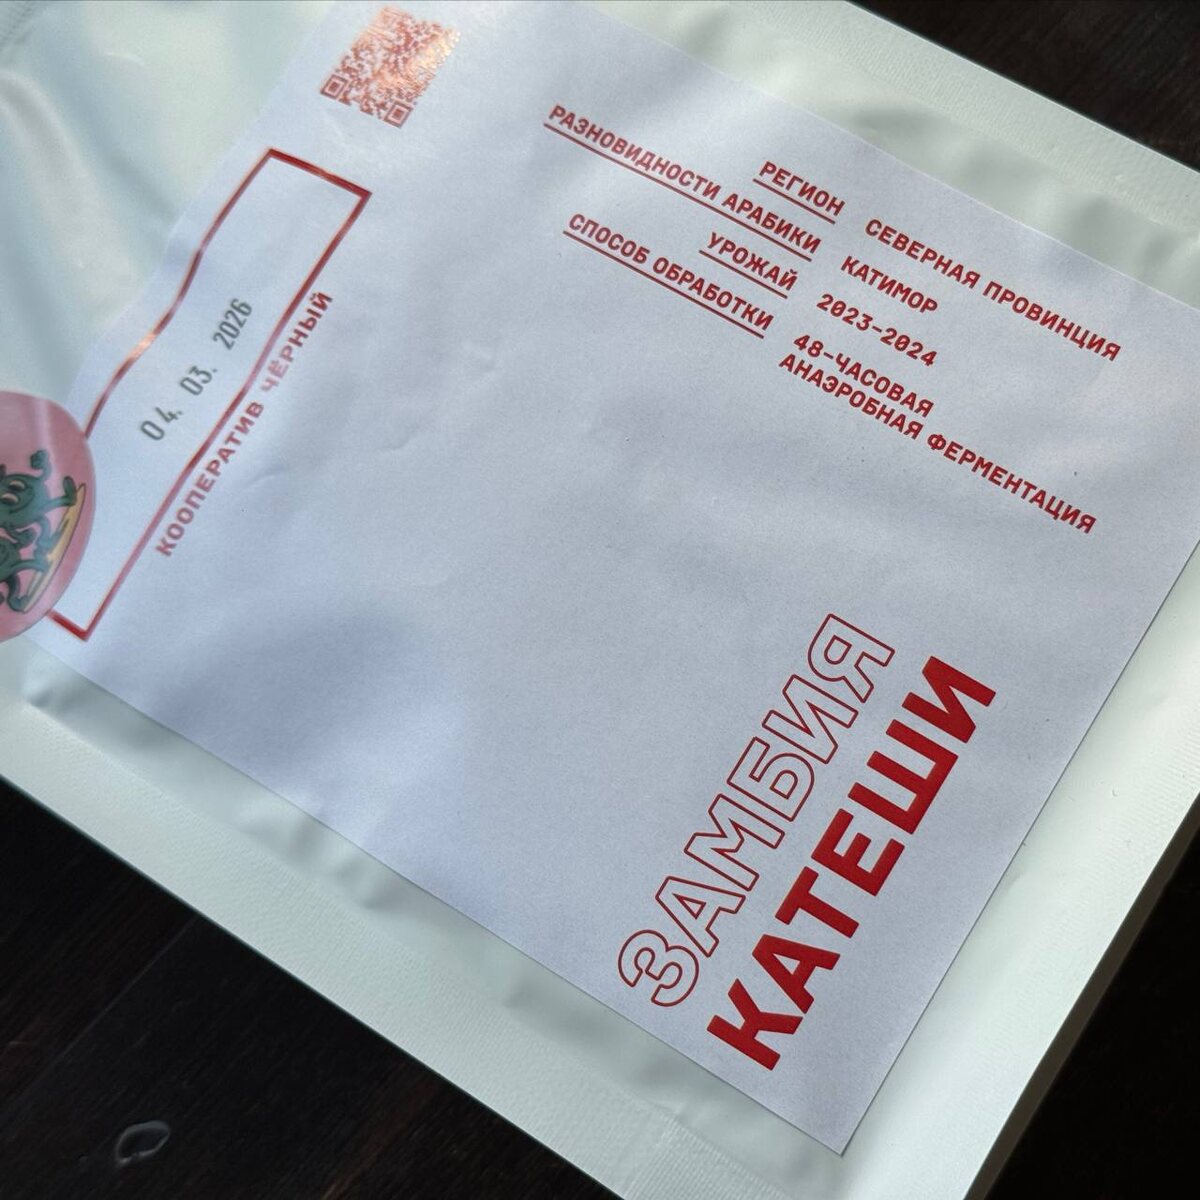 РЕГИОН СЕВЕРНАЯ ПРОВИНЦИЯ
РАЗНОВИДНОСТИ АРАБИКИ КАТИМОР
УРОЖАЙ 2023-2024
СПОСОБ ОБРАБОТКИ 48-ЧАСОВАЯ
АНАЭРОБНАЯ ФЕРМЕНТАЦИЯ
04. 03. 2026
КООПЕРАТИВ ЧЁРНЫЙ
ЗАМБИЯ
КАТЕШИ